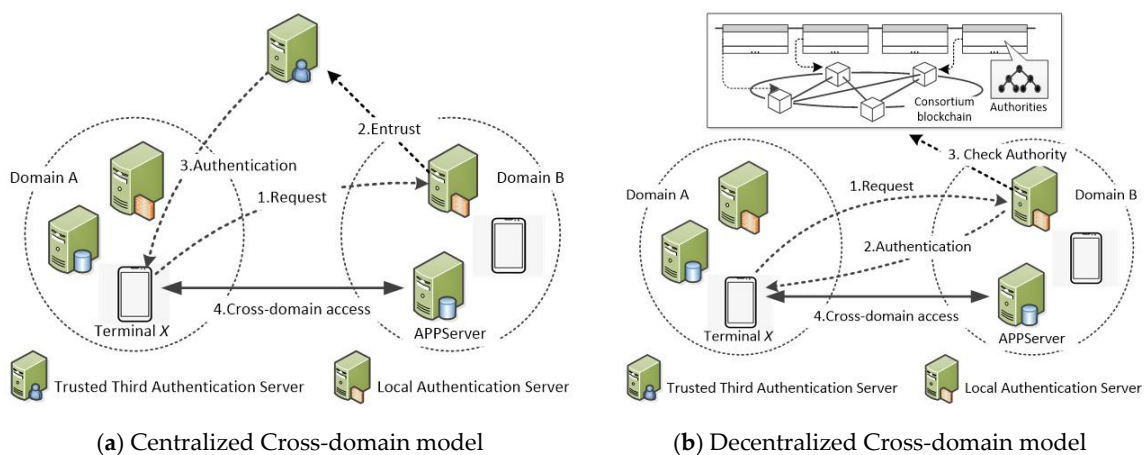 2.Entrust
3.Authentication
Domain A
Domain B
1.Request
4.Cross-domain access
Terminal X
APPServer
Trusted Third Authentication Server
Local Authentication Server
(a) Centralized Cross-domain model
...
...
...
...
Consortium
blockchain
Authorities
3. Check Authority
Domain A
1.Request
Domain B
2.Authentication
4.Cross-domain access
Terminal X
APPServer
Trusted Third Authentication Server
Local Authentication Server
(b) Decentralized Cross-domain model